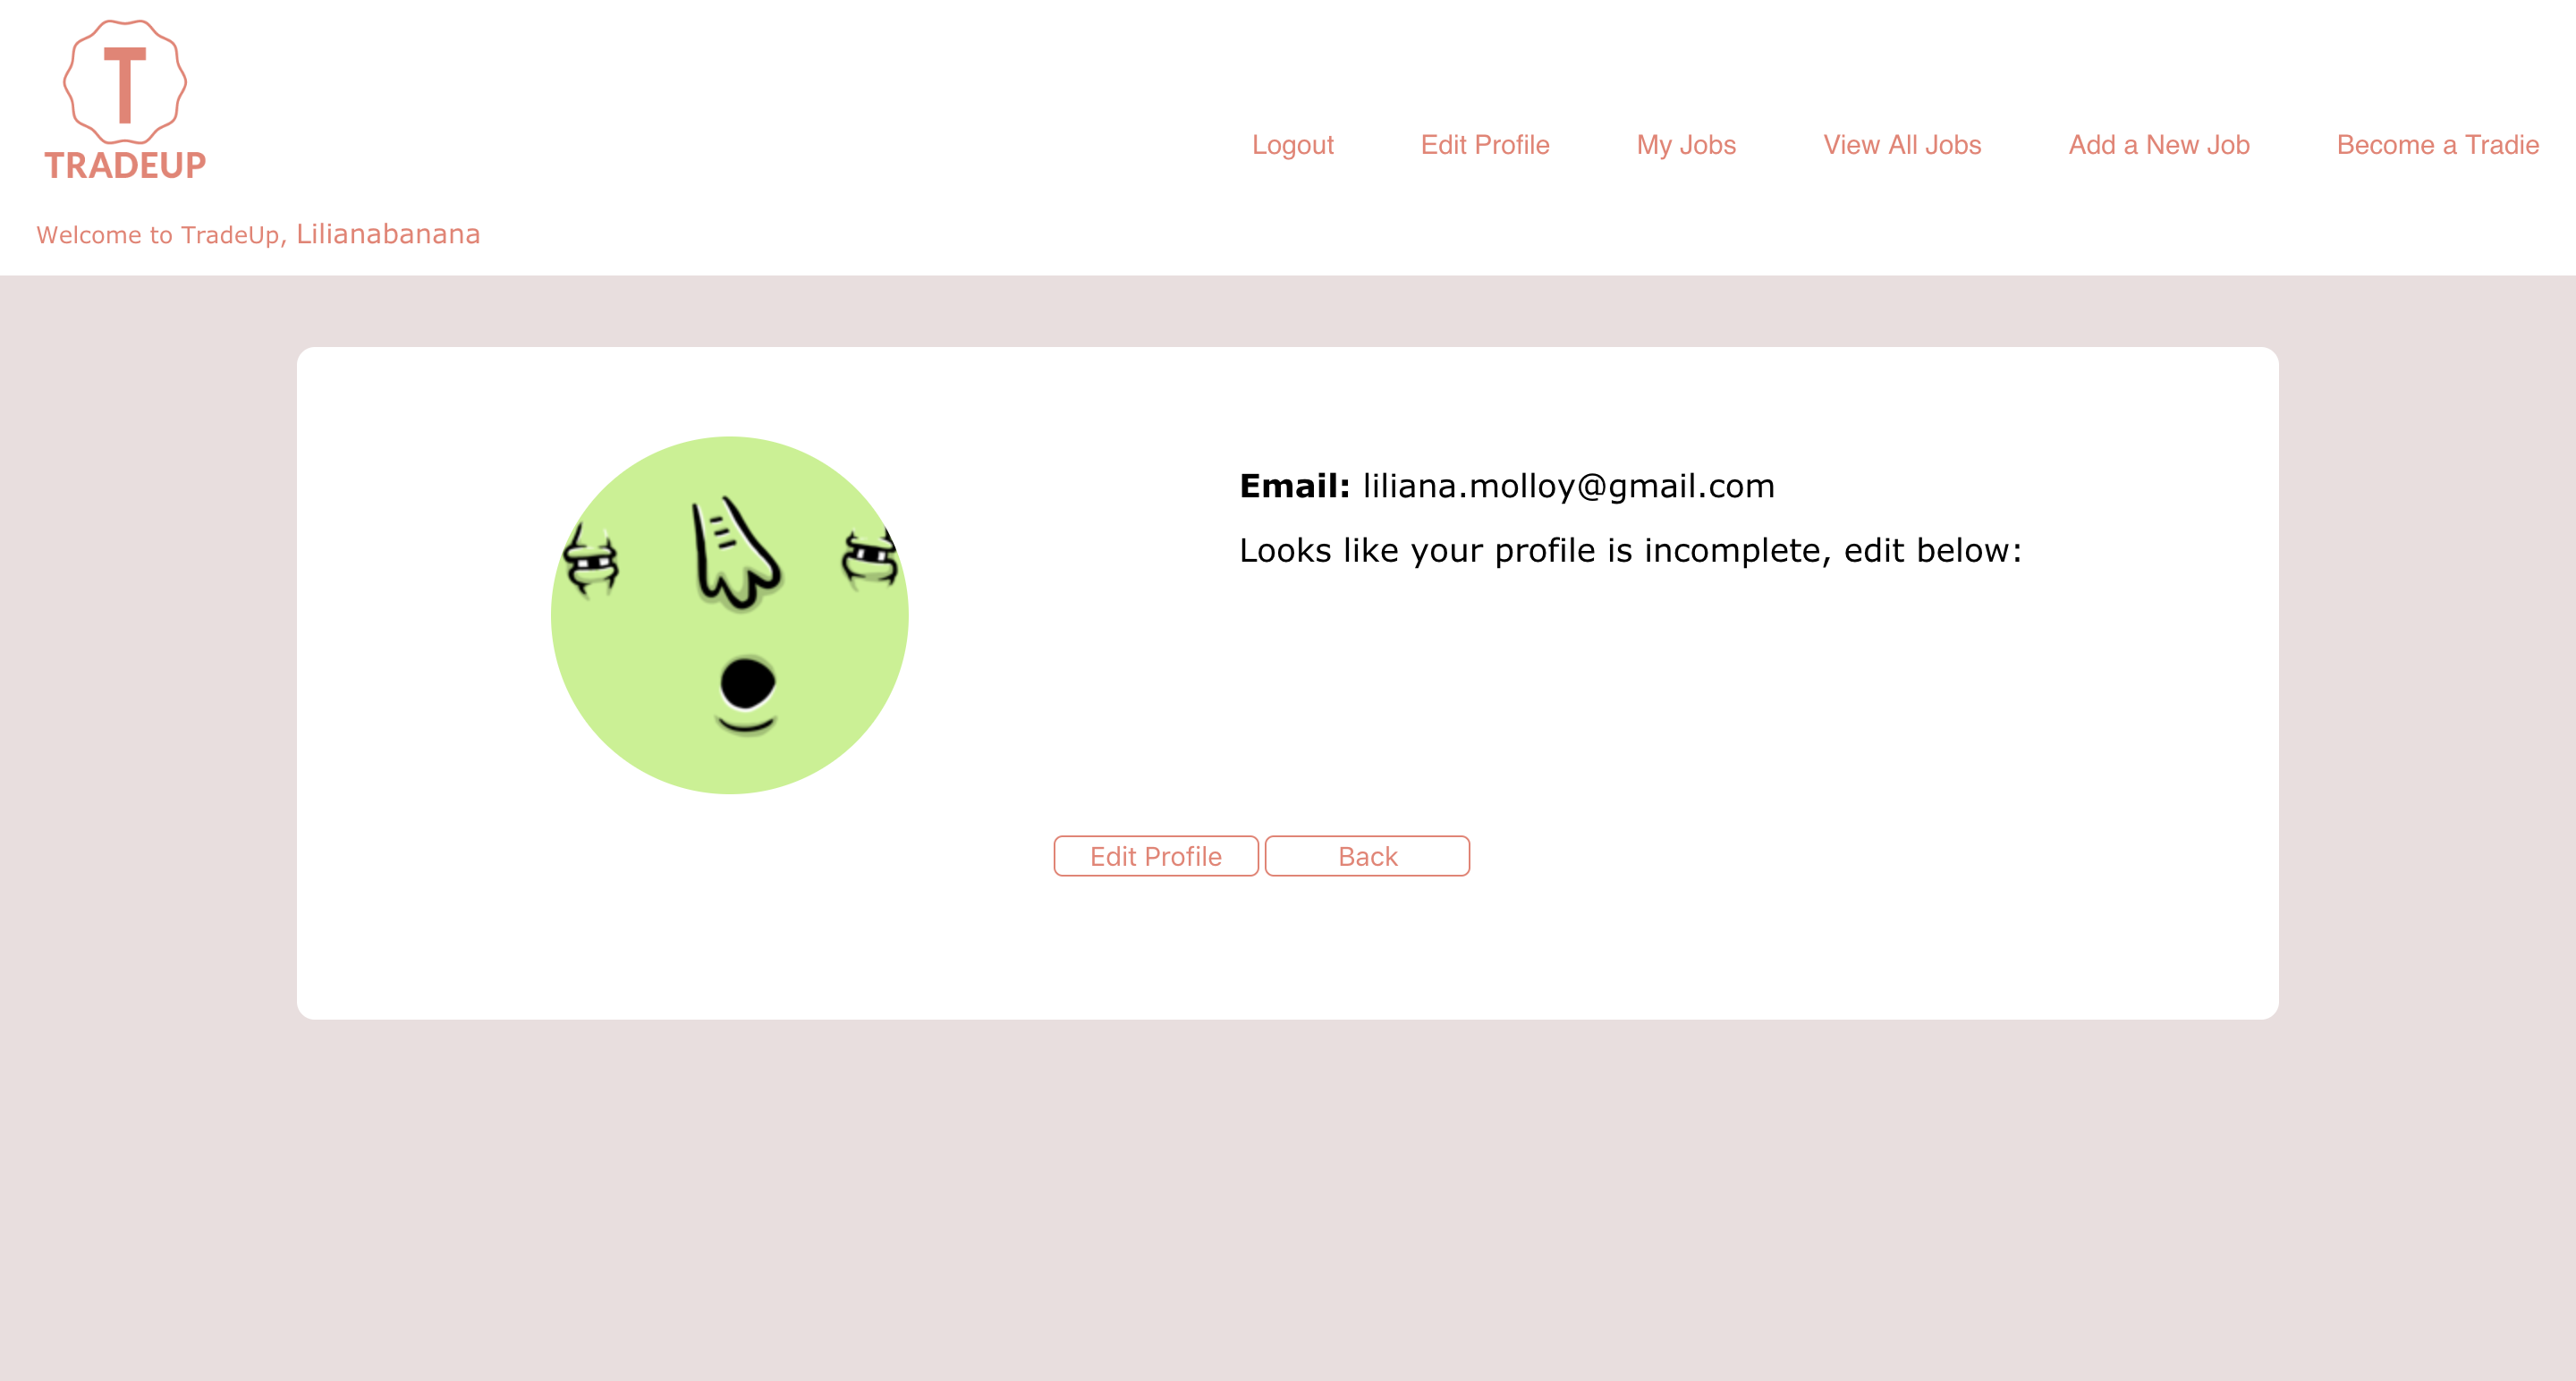 T
TRADEUP
Logout Edit Profile My Jobs View All Jobs Add a New Job Become a Tradie
Welcome to TradeUp, Lilianabanana
Email: liliana.molloy@gmail.com
Looks like your profile is incomplete, edit below:
Edit Profile Back